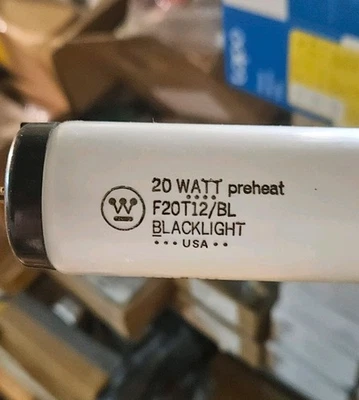 20 WATT preheat
F20T12/BL
BLACKLIGHT
USA